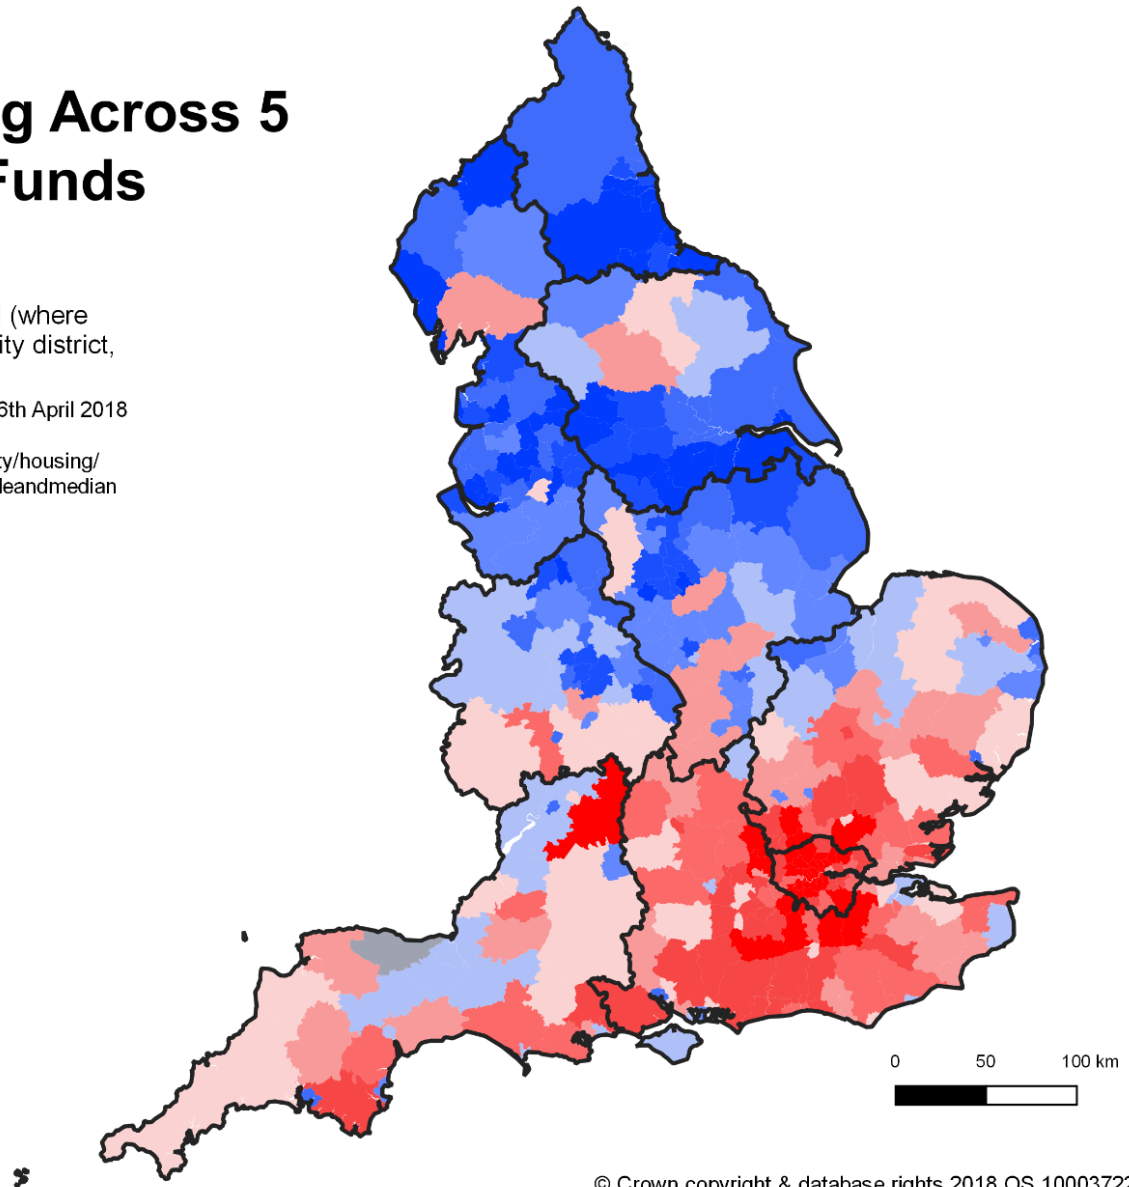 g Across 5
Funds
(where
ity district,
6th April 2018
ty/housing/
leandmedian
0 50 100 km
© Crown copyright & database rights 2018 OS 10003722